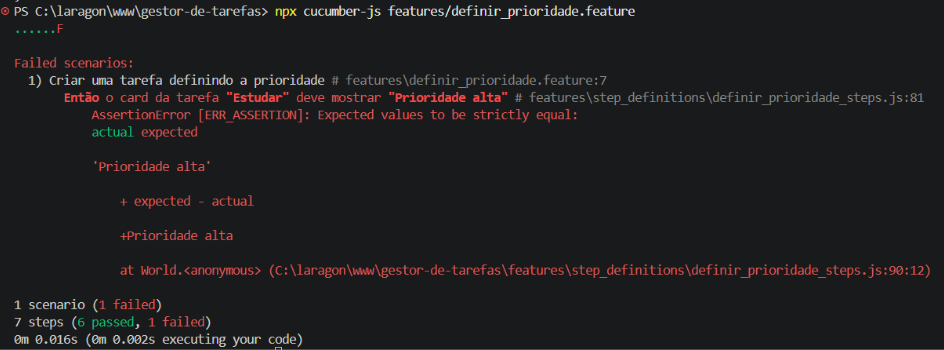 PS C:\laragon\www\gestor-de-tarefas> npx cucumber-js features/definir_prioridade.feature
......F
Failed scenarios:
1) Criar uma tarefa definindo a prioridade # features\definir_prioridade.feature:7
Então o card da tarefa "Estudar" deve mostrar "Prioridade alta" # features\step_definitions\definir_prioridade_steps.js:81
AssertionError [ERR_ASSERTION]: Expected values to be strictly equal:
actual expected
'Prioridade alta'
+ expected - actual
+Prioridade alta
at World.<anonymous> (C:\laragon\www\gestor-de-tarefas\features\step_definitions\definir_prioridade_steps.js:90:12)
1 scenario (1 failed)
7 steps (6 passed, 1 failed)
0m 0.016s (0m 0.002s executing your code)